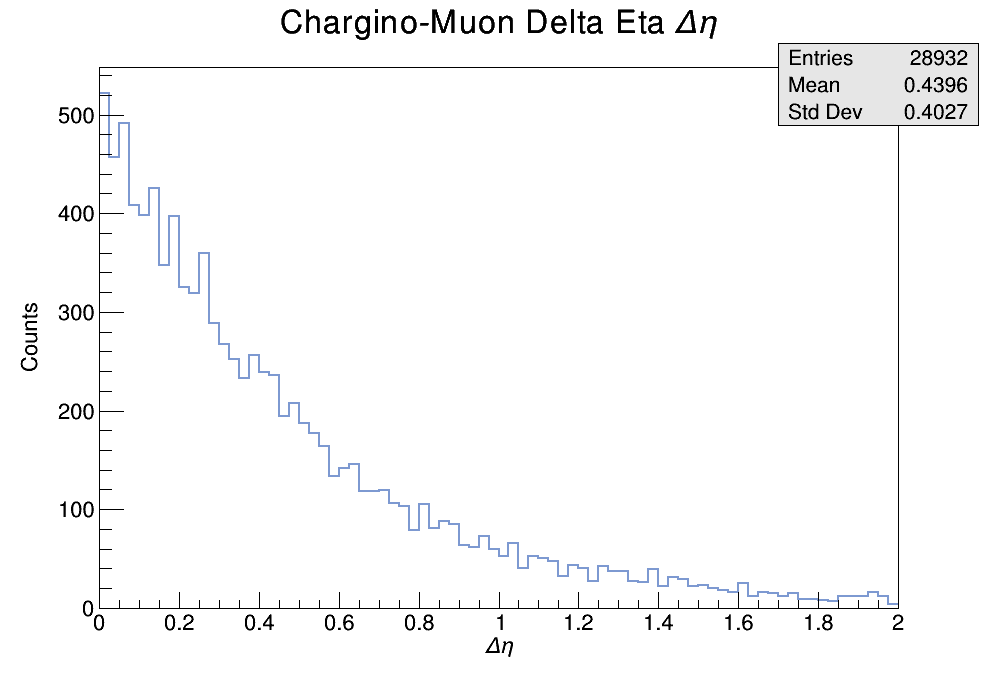 Chargino-Muon Delta Eta Δη
Entries 28932
Mean 0.4396
Std Dev 0.4027
500
400
300
200
100
0
Counts
0 0.2 0.4 0.6 0.8 1 1.2 1.4 1.6 1.8 2
Δη